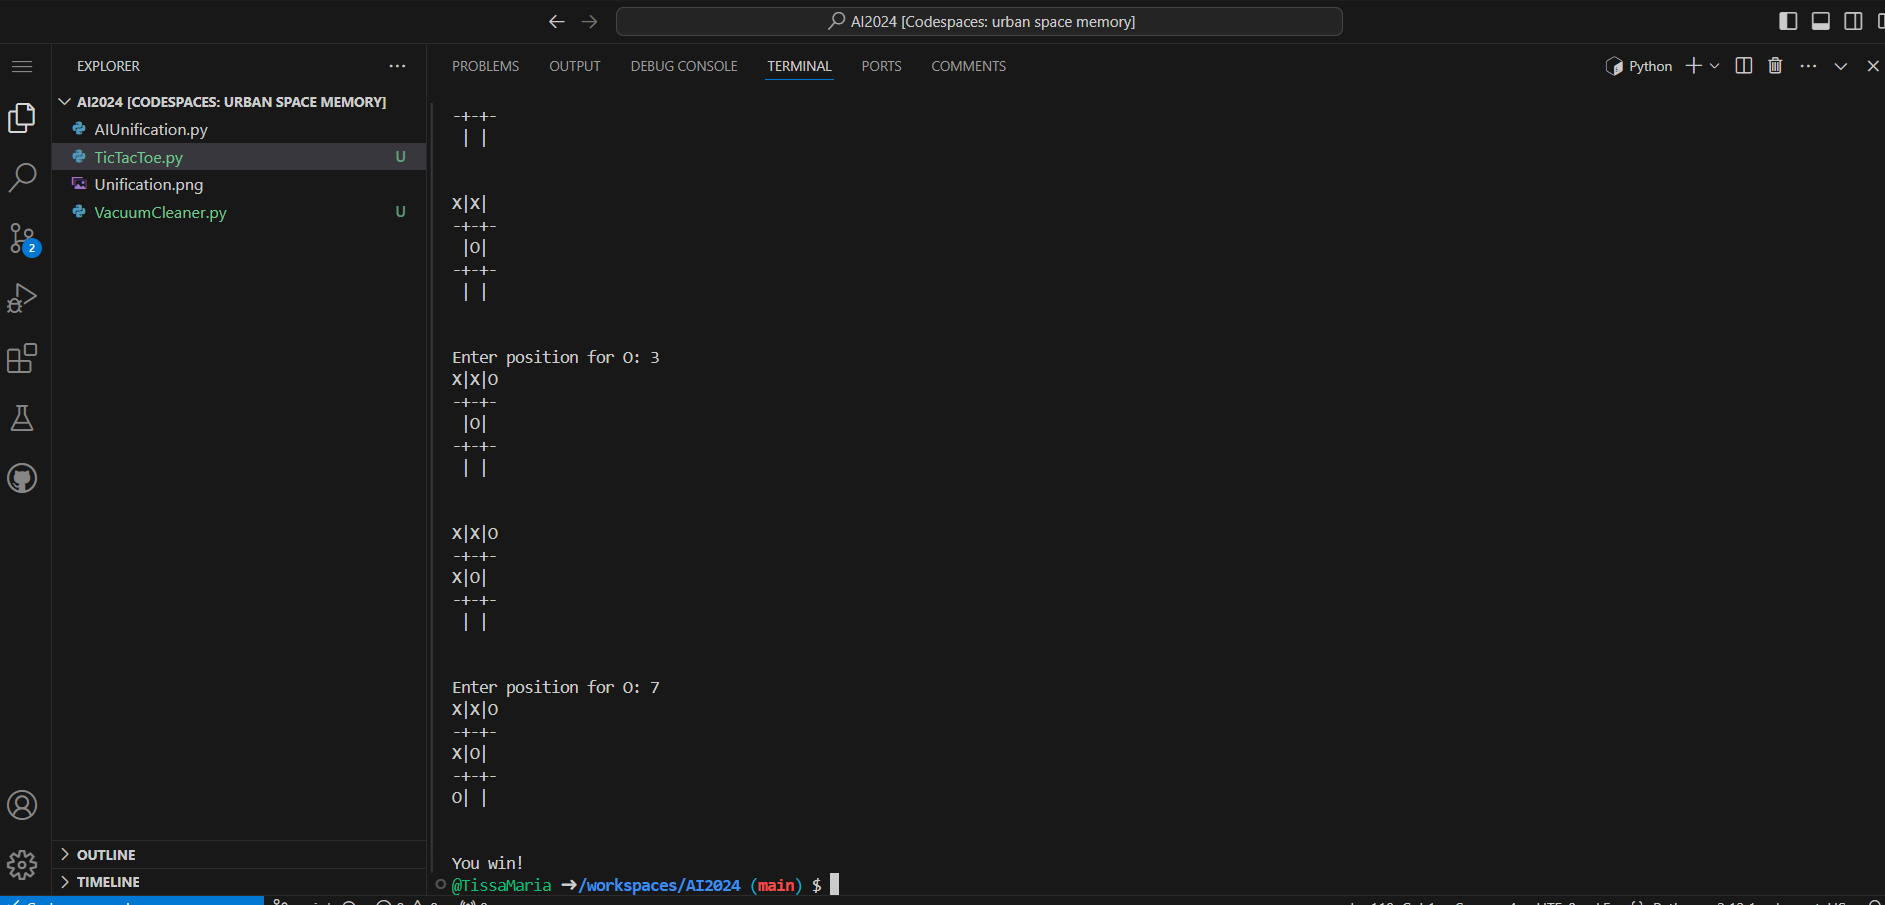 AI2024 [Codespaces: urban space memory]
EXPLORER
PROBLEMS OUTPUT DEBUG CONSOLE TERMINAL PORTS COMMENTS
Python
AI2024 [CODESPACES: URBAN SPACE MEMORY]
AIUnification.py
TicTacToe.py U
Unification.png
VacuumCleaner.py U
2
-+-+-
 | |
X|X|
-+-+-
 |O|
-+-+-
 | |
Enter position for O: 3
X|X|O
-+-+-
 |O|
-+-+-
 | |
X|X|O
-+-+-
X|O|
-+-+-
 | |
Enter position for O: 7
X|X|O
-+-+-
X|O|
-+-+-
O| |
You win!
@TissaMaria ➜/workspaces/AI2024 (main) $
OUTLINE
TIMELINE